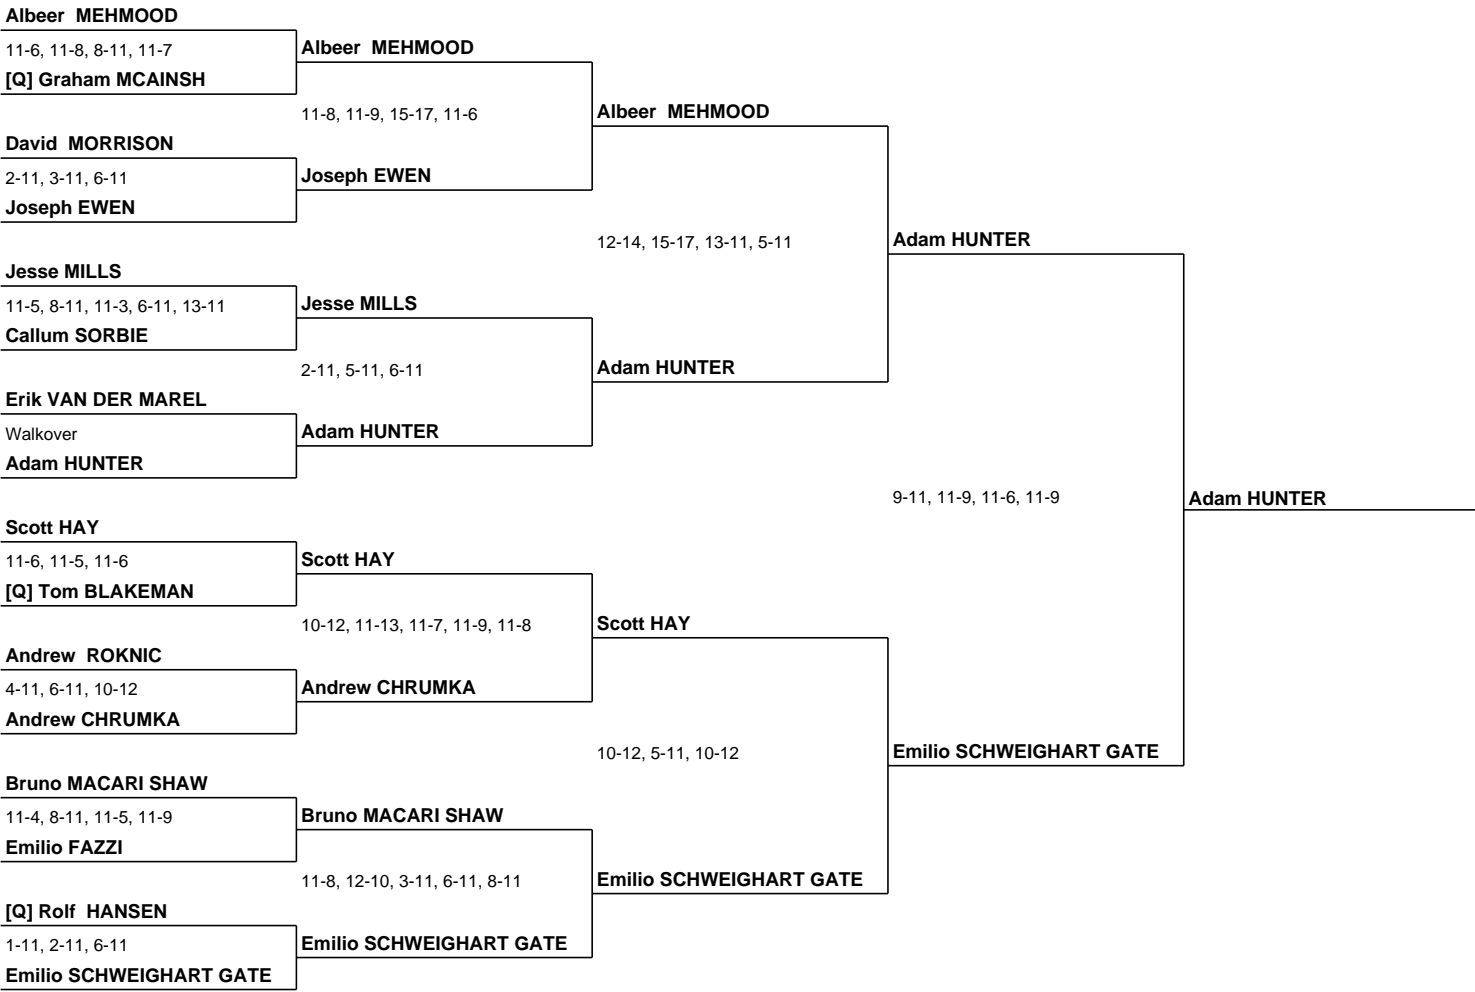 Albeer  MEHMOOD
11-6, 11-8, 8-11, 11-7
[Q] Graham MCAINSH
David  MORRISON
2-11, 3-11, 6-11
Joseph EWEN
Jesse MILLS
11-5, 8-11, 11-3, 6-11, 13-11
Callum SORBIE
Erik VAN DER MAREL
Walkover
Adam HUNTER
Scott HAY
11-6, 11-5, 11-6
[Q] Tom BLAKEMAN
Andrew  ROKNIC
4-11, 6-11, 10-12
Andrew CHRUMKA
Bruno MACARI SHAW
11-4, 8-11, 11-5, 11-9
Emilio FAZZI
[Q] Rolf  HANSEN
1-11, 2-11, 6-11
Emilio SCHWEIGHART GATE
Albeer  MEHMOOD
11-8, 11-9, 15-17, 11-6
Joseph EWEN
Jesse MILLS
2-11, 5-11, 6-11
Adam HUNTER
Scott HAY
10-12, 11-13, 11-7, 11-9, 11-8
Andrew CHRUMKA
Bruno MACARI SHAW
11-8, 12-10, 3-11, 6-11, 8-11
Emilio SCHWEIGHART GATE
Albeer  MEHMOOD
12-14, 15-17, 13-11, 5-11
Adam HUNTER
Scott HAY
10-12, 5-11, 10-12
Emilio SCHWEIGHART GATE
Adam HUNTER
9-11, 11-9, 11-6, 11-9
Emilio SCHWEIGHART GATE
Adam HUNTER